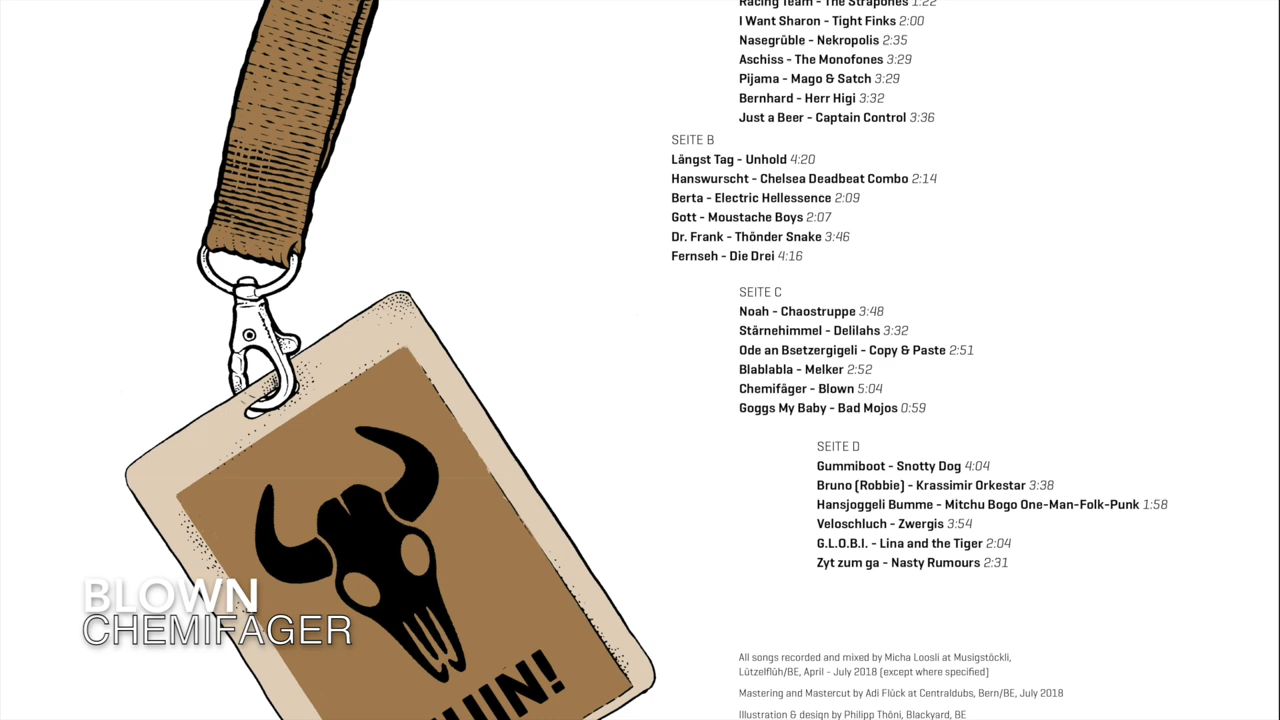 Racing Team - The Strapones 1:22
I Want Sharon - Tight Finks 2:00
Nasegrüble - Nekropolis 2:35
Aschiss - The Monofones 3:29
Pijama - Mago & Satch 3:29
Bernhard - Herr Higi 3:32
Just a Beer - Captain Control 3:36
SEITE B
Längst Tag - Unhold 4:20
Hanswurscht - Chelsea Deadbeat Combo 2:14
Berta - Electric Hellessence 2:09
Gott - Moustache Boys 2:07
Dr. Frank - Thönder Snake 3:46
Fernseh - Die Drei 4:16
SEITE C
Noah - Chaostruppe 3:48
Stärnehimmel - Delilahs 3:32
Ode an Bsetzergigeli - Copy & Paste 2:51
Blablabla - Melker 2:52
Chemifäger - Blown 5:04
Goggs My Baby - Bad Mojos 0:59
SEITE D
Gummiboot - Snotty Dog 4:04
Bruno (Robbie) - Krassimir Orkestar 3:38
Hansjoggeli Bumme - Mitchu Bogo One-Man-Folk-Punk 1:58
Veloschluch - Zwergis 3:54
G.L.O.B.I. - Lina and the Tiger 2:04
Zyt zum ga - Nasty Rumours 2:31
BLOWN
CHEMIFÄGER
All songs recorded and mixed by Micha Loosli at Musigstöckli,
Lützelflüh/BE, April - July 2018 (except where specified)
Mastering and Mastercut by Adi Flück at Centraldubs, Bern/BE, July 2018
Illustration & design by Philipp Thöni, Blackyard, BE